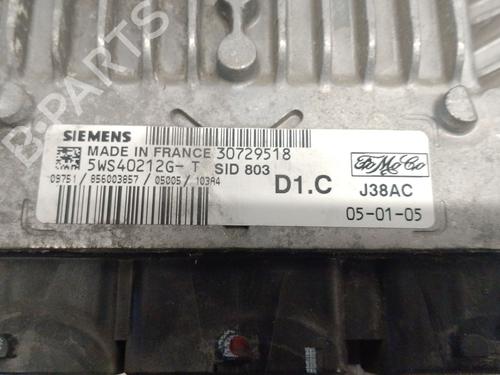 B-PARTS
SIEMENS
MADE IN FRANCE 30729518
5WS40212G- T SID 803
09751/ 856003857/ 05005/ 103A4
D1.C
FoMoCo
J38AC
05-01-05